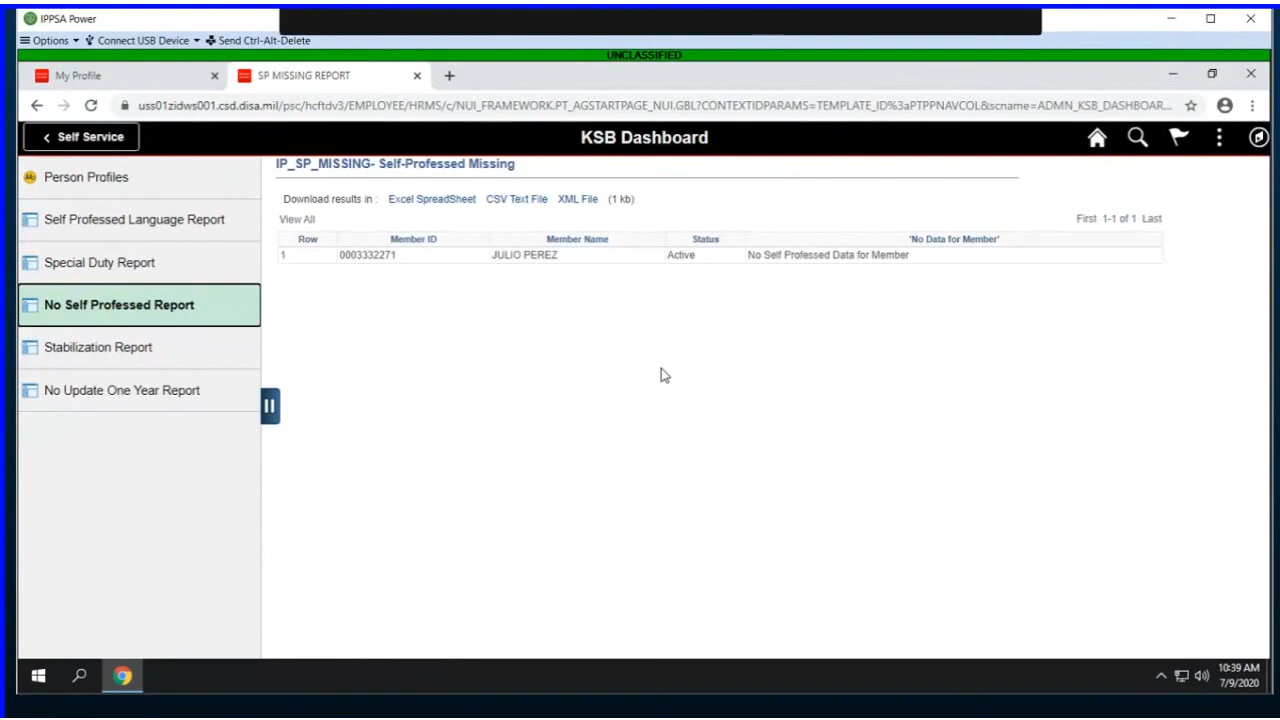 IPPSA Power
Options Connect USB Device Send Ctrl-Alt-Delete
UNCLASSIFIED
My Profile SP MISSING REPORT
uss01zidws001.csd.disa.mil/psc/hcftdv3/EMPLOYEE/HRMS/c/NUI_FRAMEWORK.PT_AGSTARTPAGE_NUI.GBL?CONTEXTIDPARAMS=TEMPLATE_ID%3aPTPPNAVCOL&scname=ADMN_KSB_DASHBOAR...
Self Service KSB Dashboard
Person Profiles
Self Professed Language Report
Special Duty Report
No Self Professed Report
Stabilization Report
No Update One Year Report
IP_SP_MISSING- Self-Professed Missing
Download results in : Excel SpreadSheet CSV Text File XML File (1 kb)
View All First 1-1 of 1 Last
Row Member ID Member Name Status 'No Data for Member'
1 0003332271 JULIO PEREZ Active No Self Professed Data for Member
10:39 AM
7/9/2020